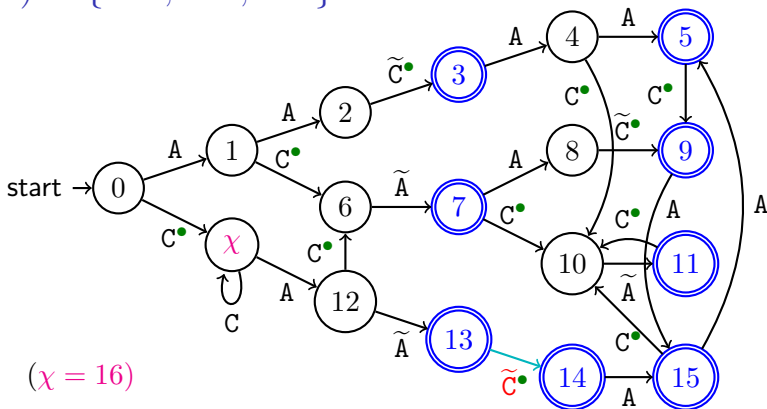 A
4
A
5
C̃•
3
C•
C•
A
2
C̃•
1
A
8
9
A
C•
A
start
0
6
Ã
7
C•
A
A
C•
χ
C•
C•
10
11
Ã
C
A
12
Ã
13
C•
C̃•
14
A
15
(χ = 16)